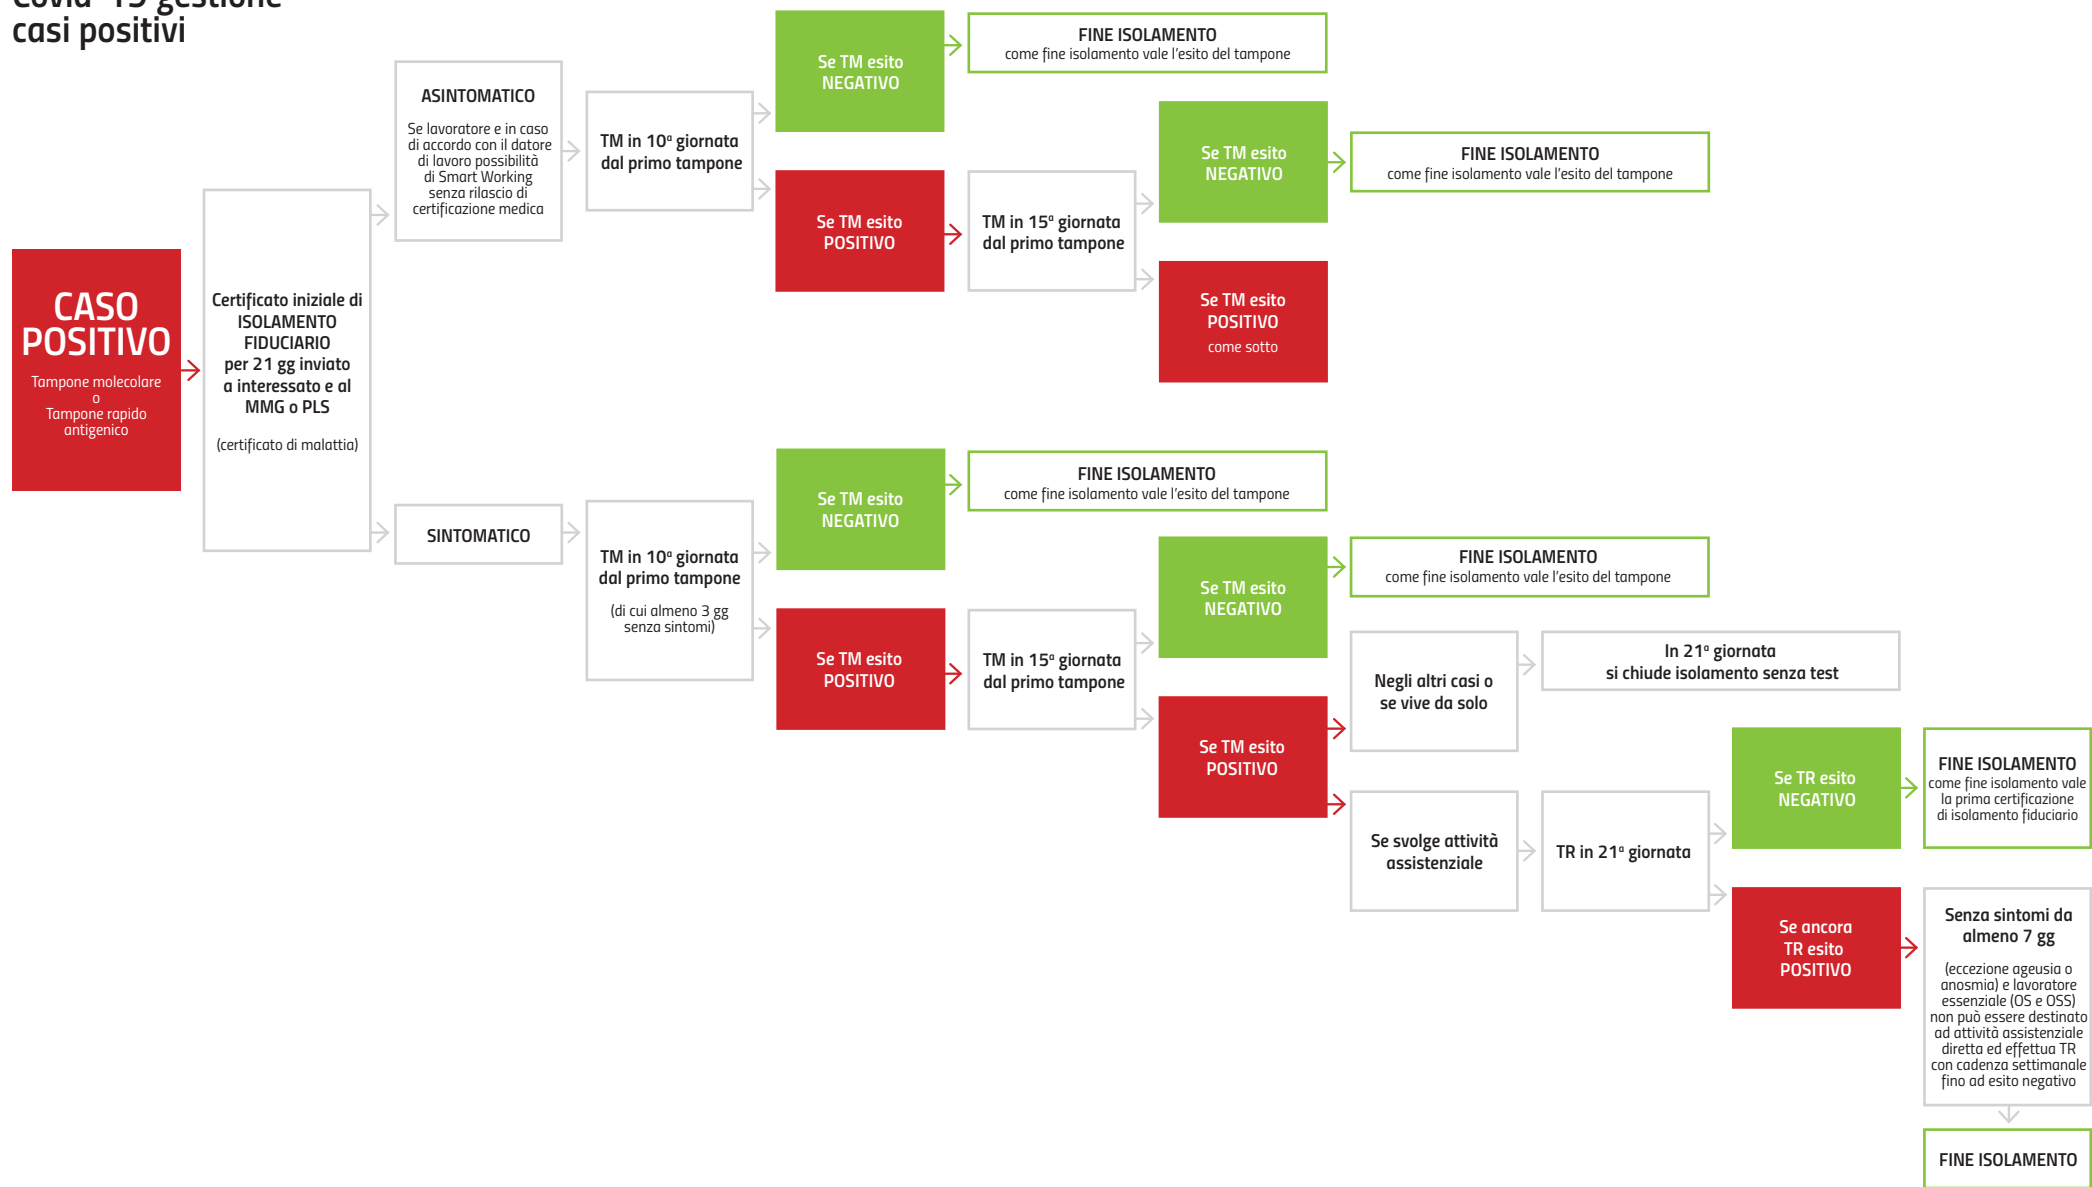 Covid-19 gestione
casi positivi
CASO
POSITIVO
Tampone molecolare
o
Tampone rapido
antigenico
Certificato iniziale di
ISOLAMENTO
FIDUCIARIO
per 21 gg inviato
a interessato e al
MMG o PLS
(certificato di malattia)
ASINTOMATICO
Se lavoratore e in caso
di accordo con il datore
di lavoro possibilità
di Smart Working
senza rilascio di
certificazione medica
TM in 10ª giornata
dal primo tampone
Se TM esito
NEGATIVO
FINE ISOLAMENTO
come fine isolamento vale l'esito del tampone
Se TM esito
POSITIVO
TM in 15ª giornata
dal primo tampone
Se TM esito
NEGATIVO
FINE ISOLAMENTO
come fine isolamento vale l'esito del tampone
Se TM esito
POSITIVO
come sotto
SINTOMATICO
TM in 10ª giornata
dal primo tampone
(di cui almeno 3 gg
senza sintomi)
Se TM esito
NEGATIVO
FINE ISOLAMENTO
come fine isolamento vale l'esito del tampone
Se TM esito
POSITIVO
TM in 15ª giornata
dal primo tampone
Se TM esito
NEGATIVO
FINE ISOLAMENTO
come fine isolamento vale l'esito del tampone
Se TM esito
POSITIVO
Negli altri casi o
se vive da solo
In 21ª giornata
si chiude isolamento senza test
Se svolge attività
assistenziale
TR in 21ª giornata
Se TR esito
NEGATIVO
FINE ISOLAMENTO
come fine isolamento vale
la prima certificazione
di isolamento fiduciario
Se ancora
TR esito
POSITIVO
Senza sintomi da
almeno 7 gg
(eccezione ageusia o
anosmia) e lavoratore
essenziale (OS e OSS)
non può essere destinato
ad attività assistenziale
diretta ed effettua TR
con cadenza settimanale
fino ad esito negativo
FINE ISOLAMENTO